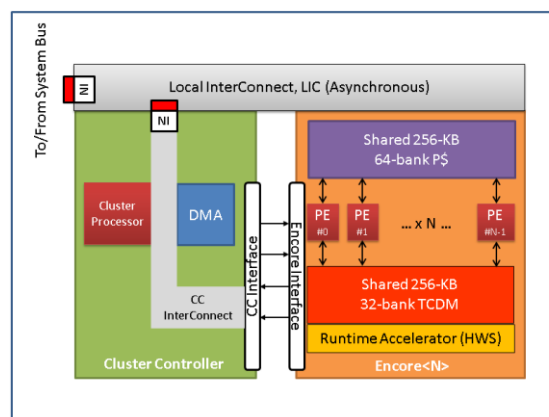 To/From System Bus
NI
Local InterConnect, LIC (Asynchronous)
NI
Cluster
Processor
DMA
CC
InterConnect
CC Interface
Cluster Controller
Encore Interface
Shared 256-KB
64-bank P$
PE
#0
PE
#1
... x N ...
PE
#N-1
Shared 256-KB
32-bank TCDM
Runtime Accelerator (HWS)
Encore<N>